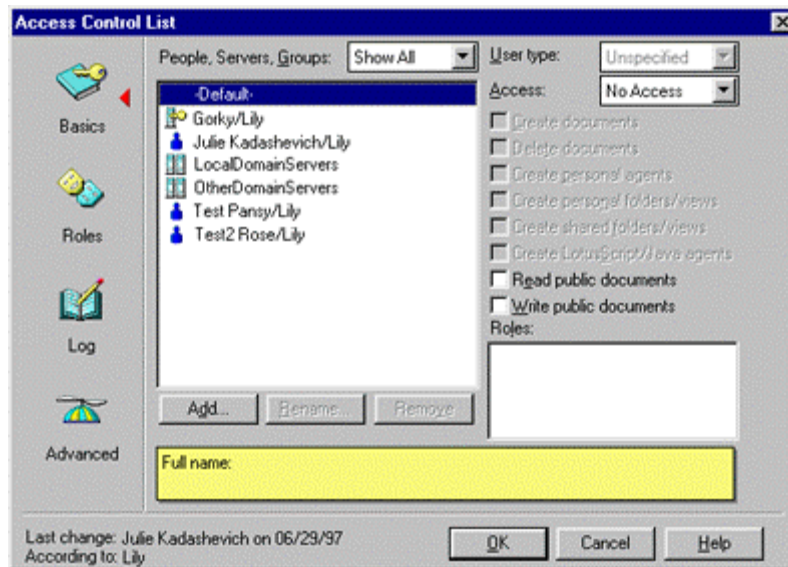 Access Control List
Basics
Roles
Log
Advanced
People, Servers, Groups:
Show All
-Default-
Gorky/Lily
Julie Kadashevich/Lily
LocalDomainServers
OtherDomainServers
Test Pansy/Lily
Test2 Rose/Lily
Add...
Rename...
Remove
User type:
Unspecified
Access:
No Access
Create documents
Delete documents
Create personal agents
Create personal folders/views
Create shared folders/views
Create LotusScript/Java agents
Read public documents
Write public documents
Roles:
Full name:
Last change: Julie Kadashevich on 06/29/97
According to: Lily
OK
Cancel
Help